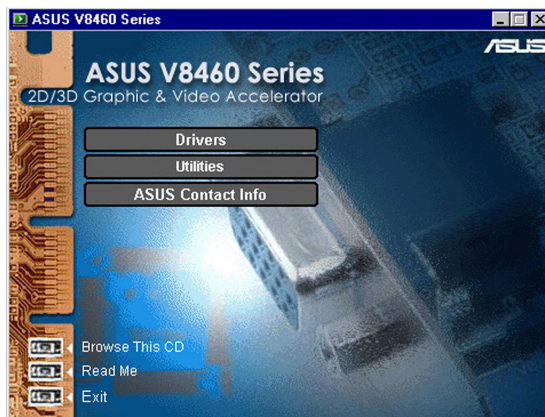 ASUS V8460 Series
ASUS
ASUS V8460 Series
2D/3D Graphic & Video Accelerator
Drivers
Utilities
ASUS Contact Info
Browse This CD
Read Me
Exit